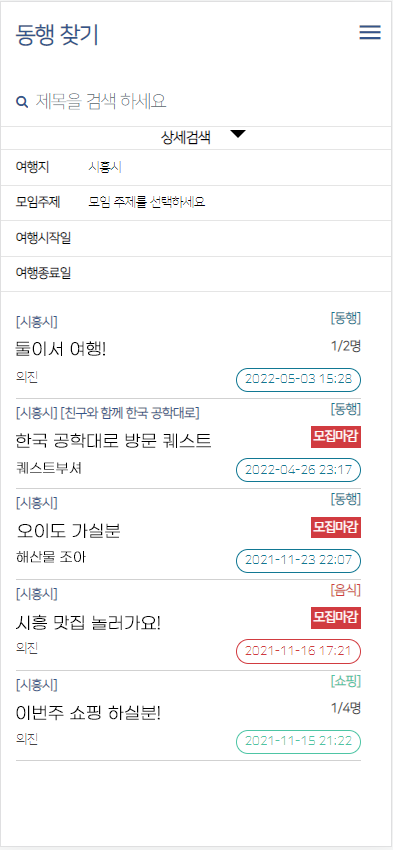 동행 찾기
제목을 검색 하세요
상세검색
여행지 시흥시
모임주제 모임 주제를 선택하세요
여행시작일
여행종료일
[시흥시] [동행]
둘이서 여행! 1/2명
의진 2022-05-03 15:28
[시흥시] [친구와 함께 한국 공학대로] [동행]
한국 공학대로 방문 퀘스트 모집마감
퀘스트부셔 2022-04-26 23:17
[시흥시] [동행]
오이도 가실분 모집마감
해산물 조아 2021-11-23 22:07
[시흥시] [음식]
시흥 맛집 놀러가요! 모집마감
의진 2021-11-16 17:21
[시흥시] [쇼핑]
이번주 쇼핑 하실분! 1/4명
의진 2021-11-15 21:22